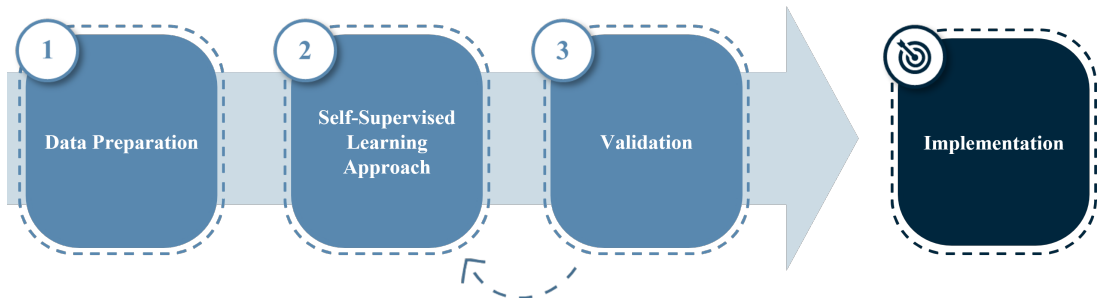 1
Data Preparation
2
Self-Supervised
Learning
Approach
3
Validation
Implementation